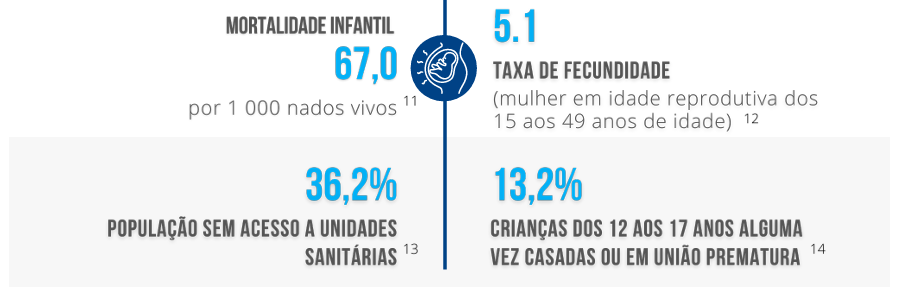 MORTALIDADE INFANTIL
67,0
por 1 000 nados vivos 11
5.1
TAXA DE FECUNDIDADE
(mulher em idade reprodutiva dos
15 aos 49 anos de idade) 12
36,2%
POPULAÇÃO SEM ACESSO A UNIDADES
SANITÁRIAS 13
13,2%
CRIANÇAS DOS 12 AOS 17 ANOS ALGUMA
VEZ CASADAS OU EM UNIÃO PREMATURA 14